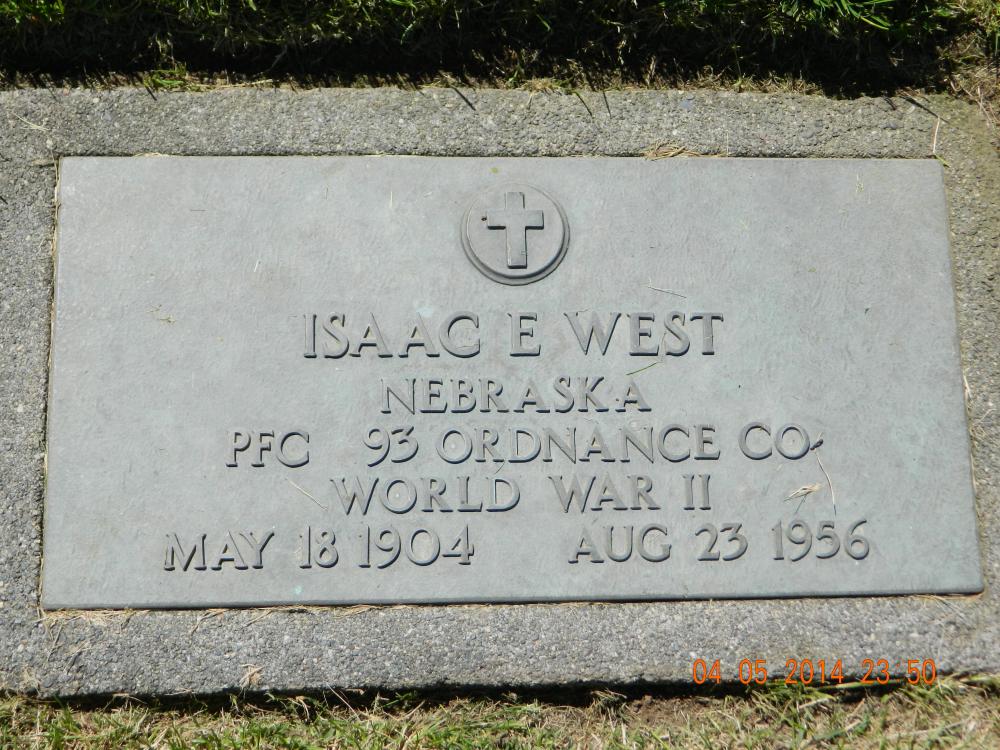 ISAAC E WEST
NEBRASKA
PFC 93 ORDNANCE CO
WORLD WAR II
MAY 18 1904 AUG 23 1956
04 05 2014 23 50